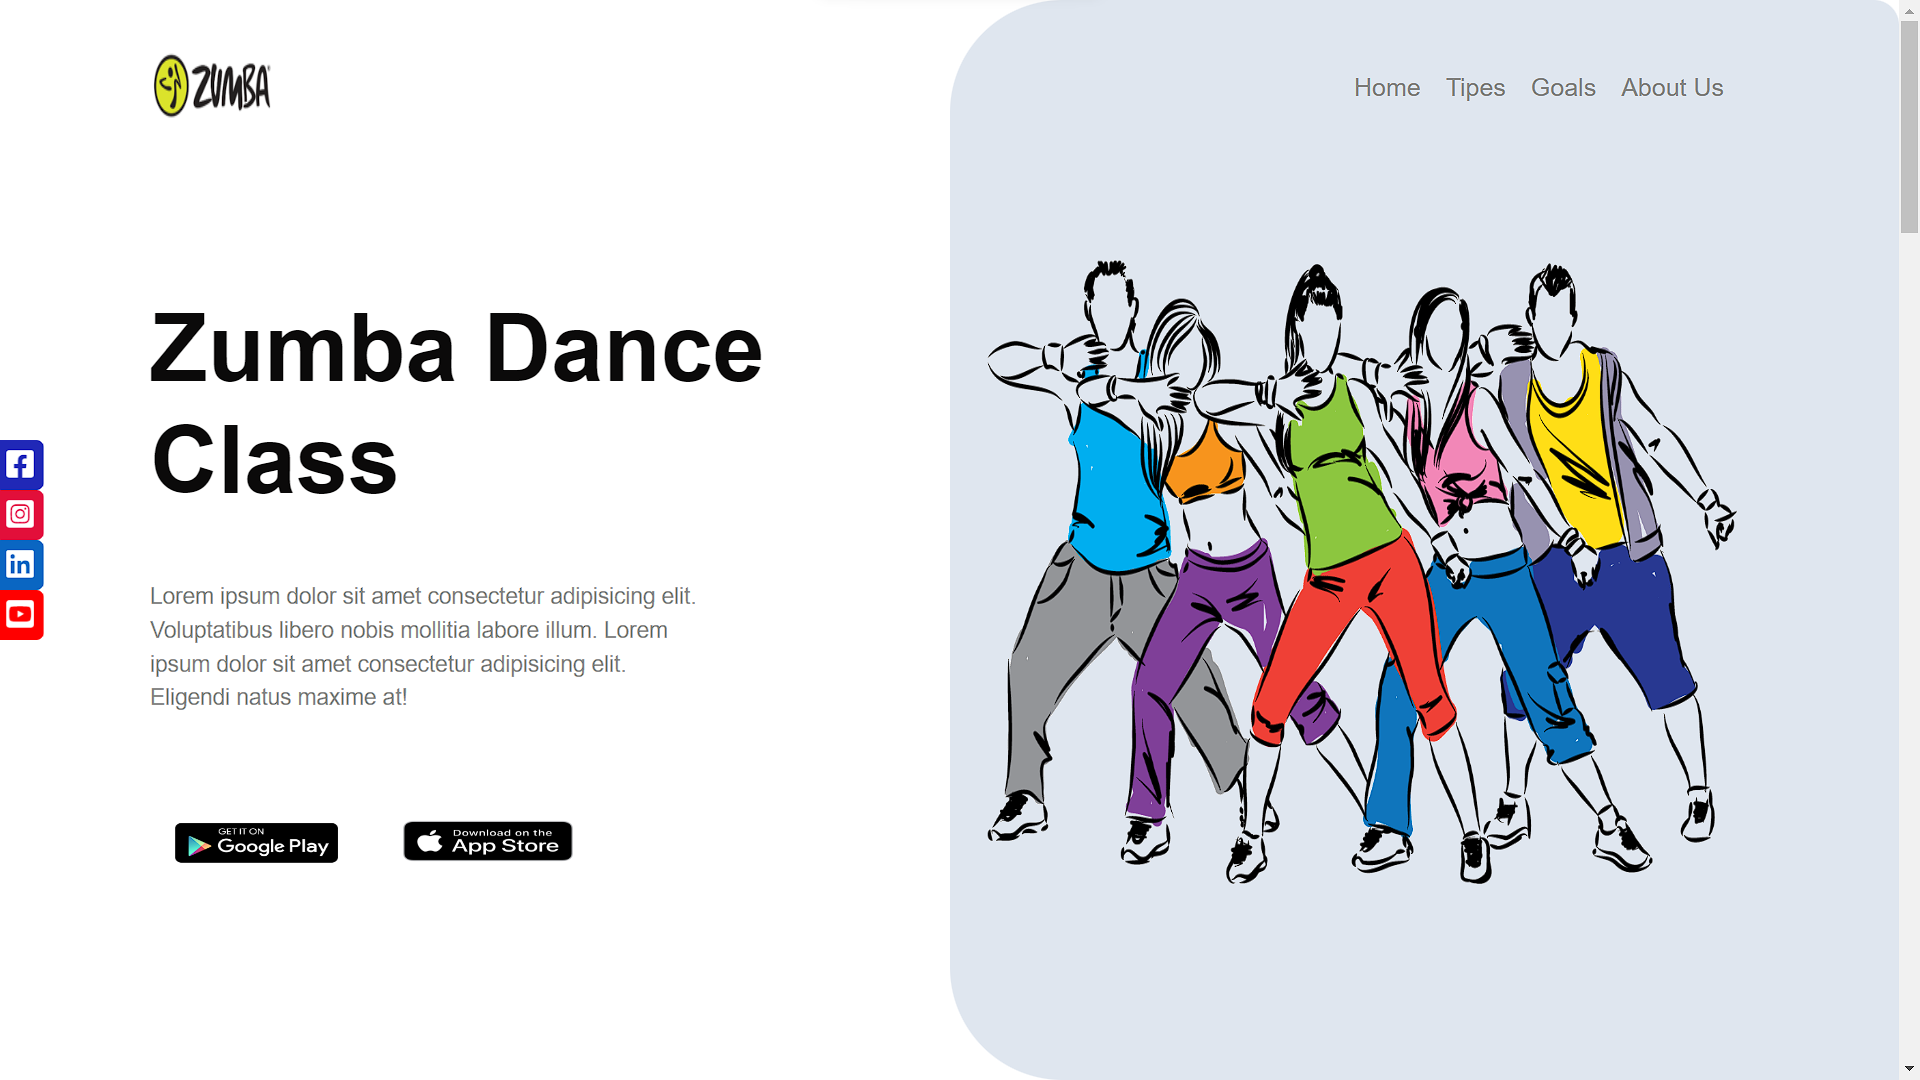 ZUMBA
Home Tipes Goals About Us
Zumba Dance
Class
Lorem ipsum dolor sit amet consectetur adipisicing elit.
Voluptatibus libero nobis mollitia labore illum. Lorem
ipsum dolor sit amet consectetur adipisicing elit.
Eligendi natus maxime at!
GET IT ON
Google Play
Download on the
App Store